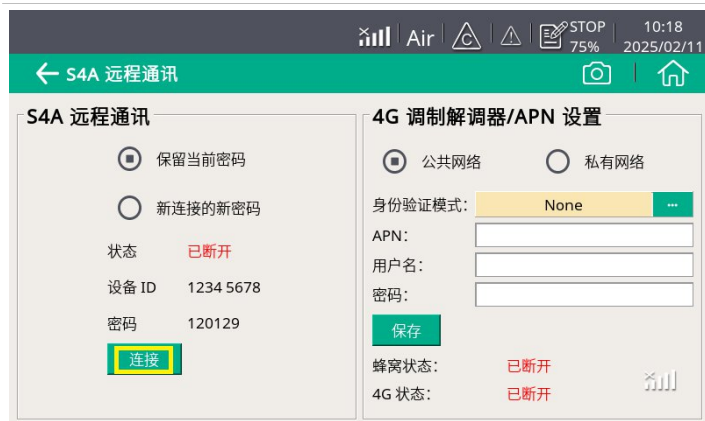 Air C STOP 10:18
75% 2025/02/11
S4A 远程通讯
S4A 远程通讯
保留当前密码
新连接的新密码
状态 已断开
设备 ID 1234 5678
密码 120129
连接
4G 调制解调器/APN 设置
公共网络 私有网络
身份验证模式： None ...
APN：
用户名：
密码：
保存
蜂窝状态： 已断开
4G 状态： 已断开